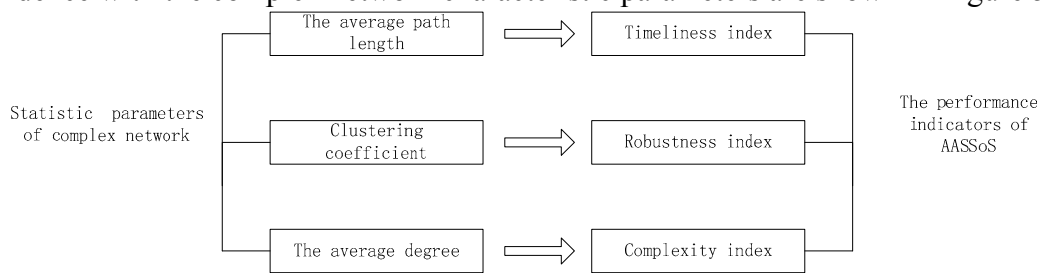 The average path
length
Timeliness index
Statistic parameters
of complex network
Clustering
coefficient
Robustness index
The performance
indicators of
AASSoS
The average degree
Complexity index